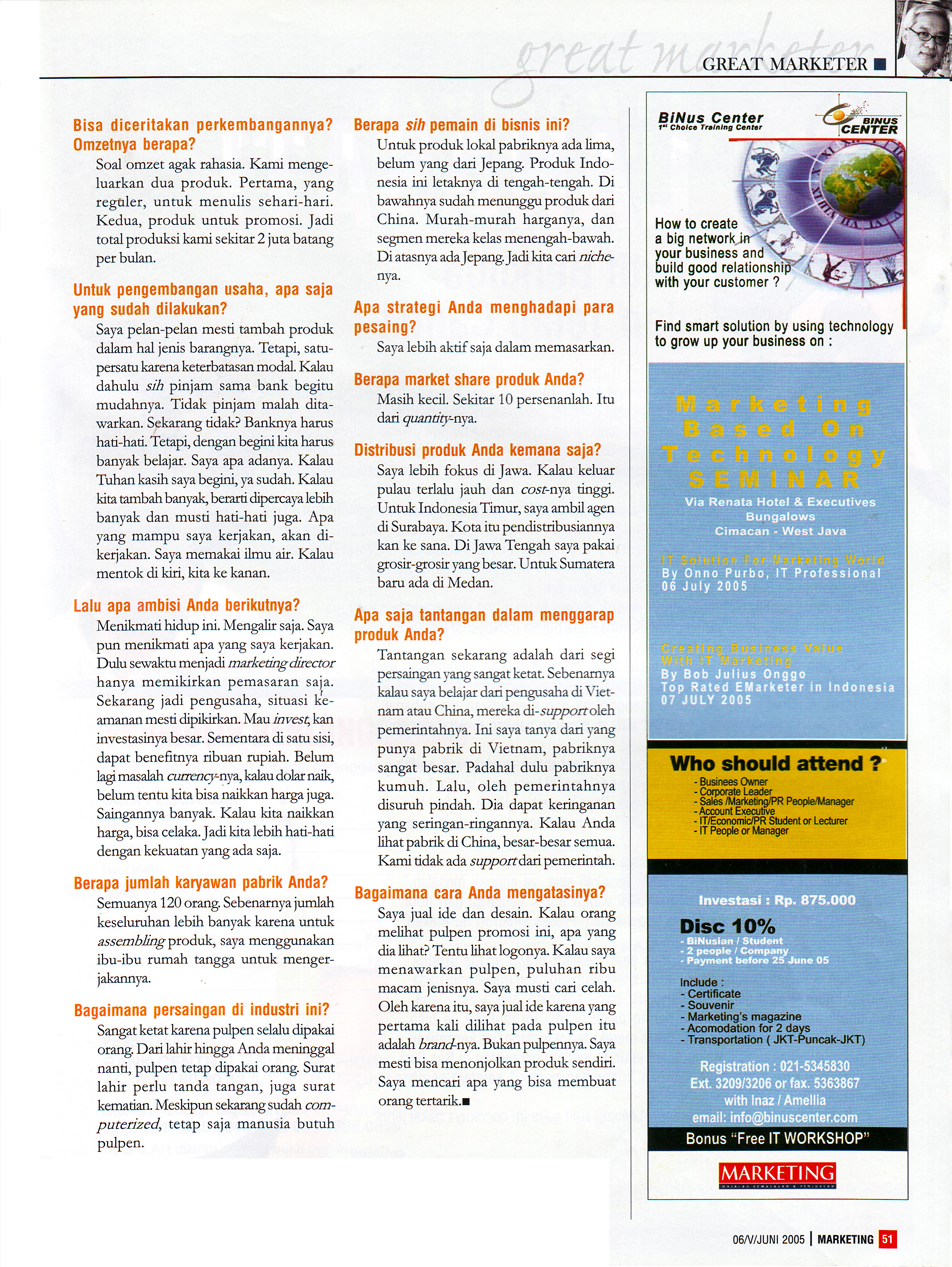 great marketer
GREAT MARKETER
Bisa diceritakan perkembangannya?
Omzetnya berapa?
Soal omzet agak rahasia. Kami menge-
luarkan dua produk. Pertama, yang
reguler, untuk menulis sehari-hari.
Kedua, produk untuk promosi. Jadi
total produksi kami sekitar 2 juta batang
per bulan.
Untuk pengembangan usaha, apa saja
yang sudah dilakukan?
Saya pelan-pelan mesti tambah produk
dalam hal jenis barangnya. Tetapi, satu-
persatu karena keterbatasan modal. Kalau
dahulu sih pinjam sama bank begitu
mudahnya. Tidak pinjam malah dita-
warkan. Sekarang tidak? Banknya harus
hati-hati. Tetapi, dengan begini kita harus
banyak belajar. Saya apa adanya. Kalau
Tuhan kasih saya begini, ya sudah. Kalau
kita tambah banyak, berarti dipercaya lebih
banyak dan musti hati-hati juga. Apa
yang mampu saya kerjakan, akan di-
kerjakan. Saya memakai ilmu air. Kalau
mentok di kiri, kita ke kanan.
Lalu apa ambisi Anda berikutnya?
Menikmati hidup ini. Mengalir saja. Saya
pun menikmati apa yang saya kerjakan.
Dulu sewaktu menjadi marketing director
hanya memikirkan pemasaran saja.
Sekarang jadi pengusaha, situasi ke-
amanan mesti dipikirkan. Mau invest, kan
investasinya besar. Sementara di satu sisi,
dapat benefitnya ribuan rupiah. Belum
lagi masalah currency-nya, kalau dolar naik,
belum tentu kita bisa naikkan harga juga.
Saingannya banyak. Kalau kita naikkan
harga, bisa celaka. Jadi kita lebih hati-hati
dengan kekuatan yang ada saja.
Berapa jumlah karyawan pabrik Anda?
Semuanya 120 orang. Sebenarnya jumlah
keseluruhan lebih banyak karena untuk
assembling produk, saya menggunakan
ibu-ibu rumah tangga untuk menger-
jakannya.
Bagaimana persaingan di industri ini?
Sangat ketat karena pulpen selalu dipakai
orang. Dari lahir hingga Anda meninggal
nanti, pulpen tetap dipakai orang. Surat
lahir perlu tanda tangan, juga surat
kematian. Meskipun sekarang sudah com-
puterized, tetap saja manusia butuh
pulpen.
Berapa sih pemain di bisnis ini?
Untuk produk lokal pabriknya ada lima,
belum yang dari Jepang. Produk Indo-
nesia ini letaknya di tengah-tengah. Di
bawahnya sudah menunggu produk dari
China. Murah-murah harganya, dan
segmen mereka kelas menengah-bawah.
Di atasnya ada Jepang. Jadi kita cari niche-
nya.
Apa strategi Anda menghadapi para
pesaing?
Saya lebih aktif saja dalam memasarkan.
Berapa market share produk Anda?
Masih kecil. Sekitar 10 persenanlah. Itu
dari quantity-nya.
Distribusi produk Anda kemana saja?
Saya lebih fokus di Jawa. Kalau keluar
pulau terlalu jauh dan cost-nya tinggi.
Untuk Indonesia Timur, saya ambil agen
di Surabaya. Kota itu pendistribusiannya
kan ke sana. Di Jawa Tengah saya pakai
grosir-grosir yang besar. Untuk Sumatera
baru ada di Medan.
Apa saja tantangan dalam menggarap
produk Anda?
Tantangan sekarang adalah dari segi
persaingan yang sangat ketat. Sebenarnya
kalau saya belajar dari pengusaha di Viet-
nam atau China, mereka di-support oleh
pemerintahnya. Ini saya tanya dari yang
punya pabrik di Vietnam, pabriknya
sangat besar. Padahal dulu pabriknya
kumuh. Lalu, oleh pemerintahnya
disuruh pindah. Dia dapat keringanan
yang seringan-ringannya. Kalau Anda
lihat pabrik di China, besar-besar semua.
Kami tidak ada support dari pemerintah.
Bagaimana cara Anda mengatasinya?
Saya jual ide dan desain. Kalau orang
melihat pulpen promosi ini, apa yang
dia lihat? Tentu lihat logonya. Kalau saya
menawarkan pulpen, puluhan ribu
macam jenisnya. Saya musti cari celah.
Oleh karena itu, saya jual ide karena yang
pertama kali dilihat pada pulpen itu
adalah brand-nya. Bukan pulpennya. Saya
mesti bisa menonjolkan produk sendiri.
Saya mencari apa yang bisa membuat
orang tertarik.■
BiNus Center
1st Choice Training Center
BINUS
CENTER
How to create
a big network in
your business and
build good relationship
with your customer ?
Find smart solution by using technology
to grow up your business on :
Marketing
Based On
Technology
SEMINAR
Via Renata Hotel & Executives
Bungalows
Cimacan - West Java
IT Solution For Marketing World
By Onno Purbo, IT Professional
06 July 2005
Creating Business Value
With IT Marketing
By Bob Julius Onggo
Top Rated EMarketer in Indonesia
07 JULY 2005
Who should attend ?
- Businees Owner
- Corporate Leader
- Sales /Marketing/PR People/Manager
- Account Executive
- IT/Economic/PR Student or Lecturer
- IT People or Manager
Investasi : Rp. 875.000
Disc 10%
- BiNusian / Student
- 2 people / Company
- Payment before 25 June 05
Include :
- Certificate
- Souvenir
- Marketing's magazine
- Acomodation for 2 days
- Transportation ( JKT-Puncak-JKT)
Registration : 021-5345830
Ext. 3209/3206 or fax. 5363867
with Inaz / Amellia
email: info@binuscenter.com
Bonus "Free IT WORKSHOP"
MARKETING
06/V/JUNI 2005 | MARKETING 51